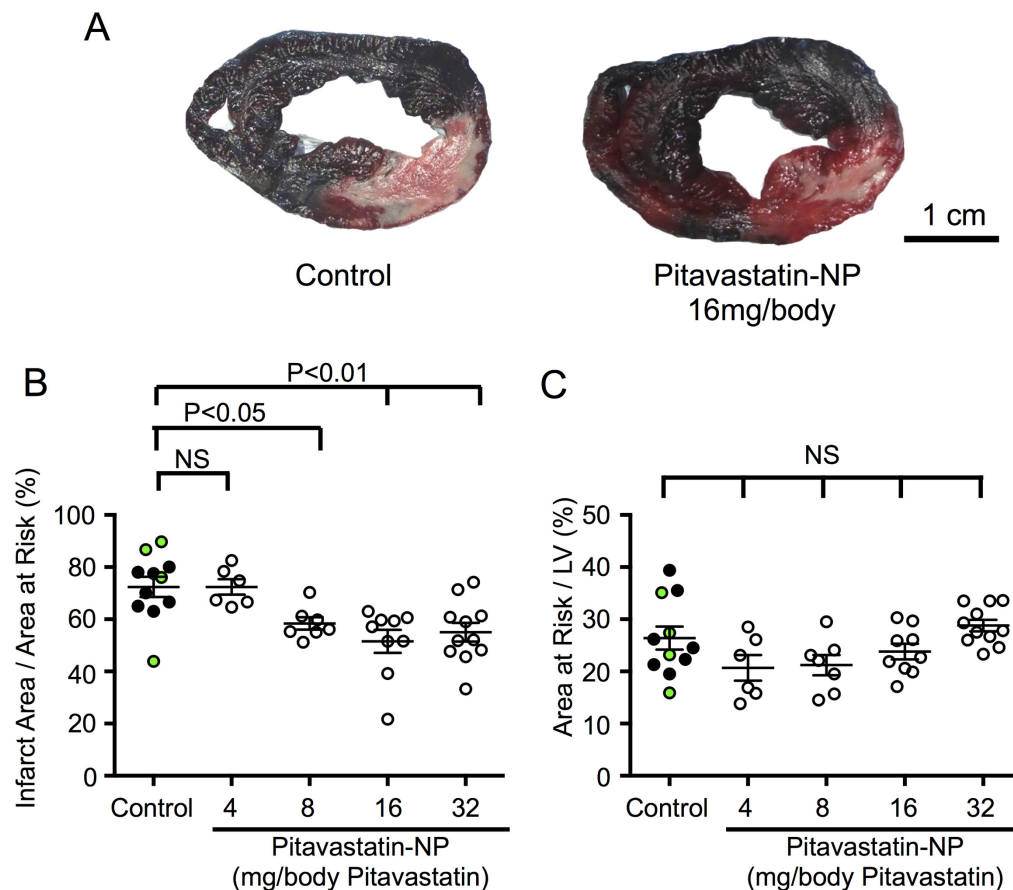 A
Control
Pitavastatin-NP
16mg/body
1 cm
B
P<0.01
P<0.05
NS
Infarct Area / Area at Risk (%)
100
80
60
40
20
0
Control
4
8
16
32
Pitavastatin-NP
(mg/body Pitavastatin)
C
NS
Area at Risk / LV (%)
50
40
30
20
10
0
Control
4
8
16
32
Pitavastatin-NP
(mg/body Pitavastatin)